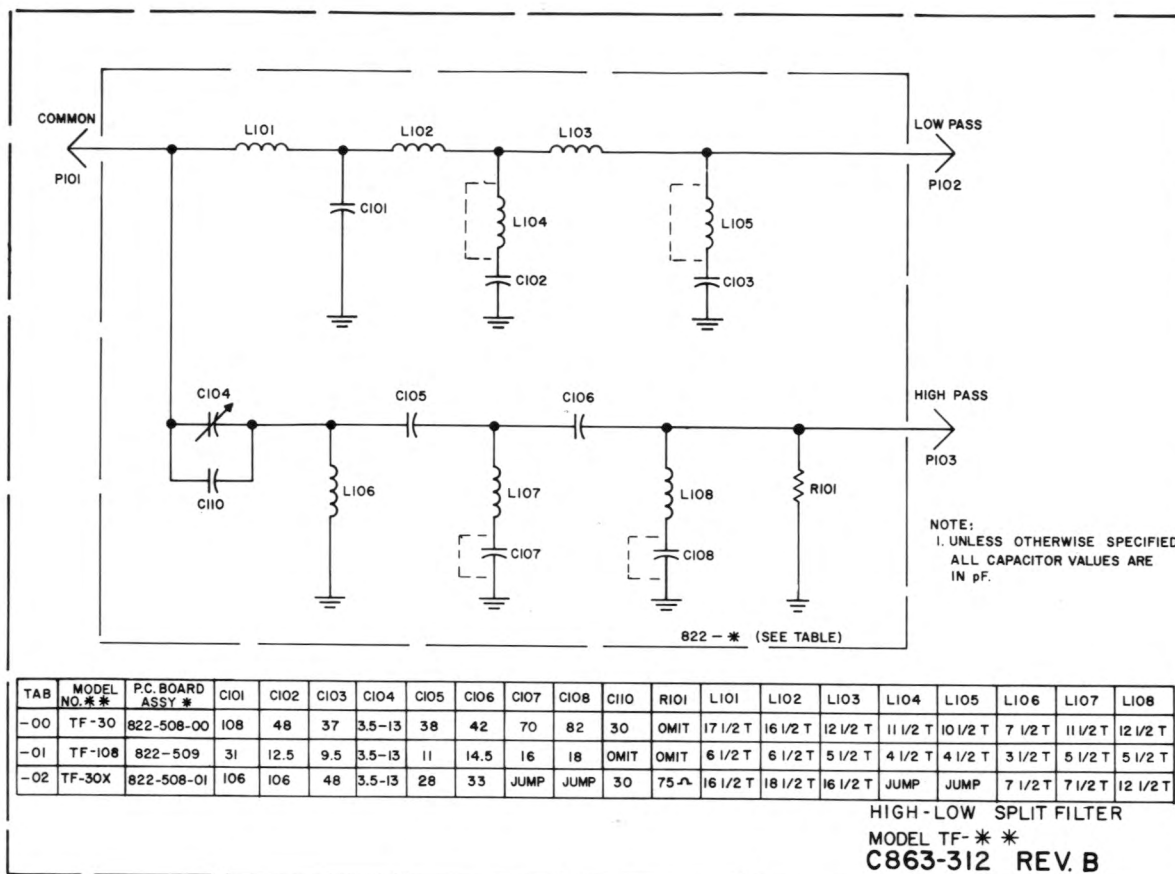 COMMON
P101
L101
L102
L103
LOW PASS
P102
C101
L104
C102
L105
C103
C104
C110
C105
C106
HIGH PASS
P103
L106
L107
C107
L108
C108
R101
NOTE:
1. UNLESS OTHERWISE SPECIFIED
ALL CAPACITOR VALUES ARE
IN pF.
822 - * (SEE TABLE)
TAB MODEL NO.** P.C. BOARD ASSY * C101 C102 C103 C104 C105 C106 C107 C108 C110 R101 L101 L102 L103 L104 L105 L106 L107 L108
-00 TF-30 822-508-00 108 48 37 3.5-13 38 42 70 82 30 OMIT 17 1/2 T 16 1/2 T 12 1/2 T 11 1/2 T 10 1/2 T 7 1/2 T 11 1/2 T 12 1/2 T
-01 TF-108 822-509 31 12.5 9.5 3.5-13 11 14.5 16 18 OMIT OMIT 6 1/2 T 6 1/2 T 5 1/2 T 4 1/2 T 4 1/2 T 3 1/2 T 5 1/2 T 5 1/2 T
-02 TF-30X 822-508-01 106 106 48 3.5-13 28 33 JUMP JUMP 30 75Ω 16 1/2 T 18 1/2 T 16 1/2 T JUMP JUMP 7 1/2 T 7 1/2 T 12 1/2 T
HIGH-LOW SPLIT FILTER
MODEL TF-**
C863-312 REV. B